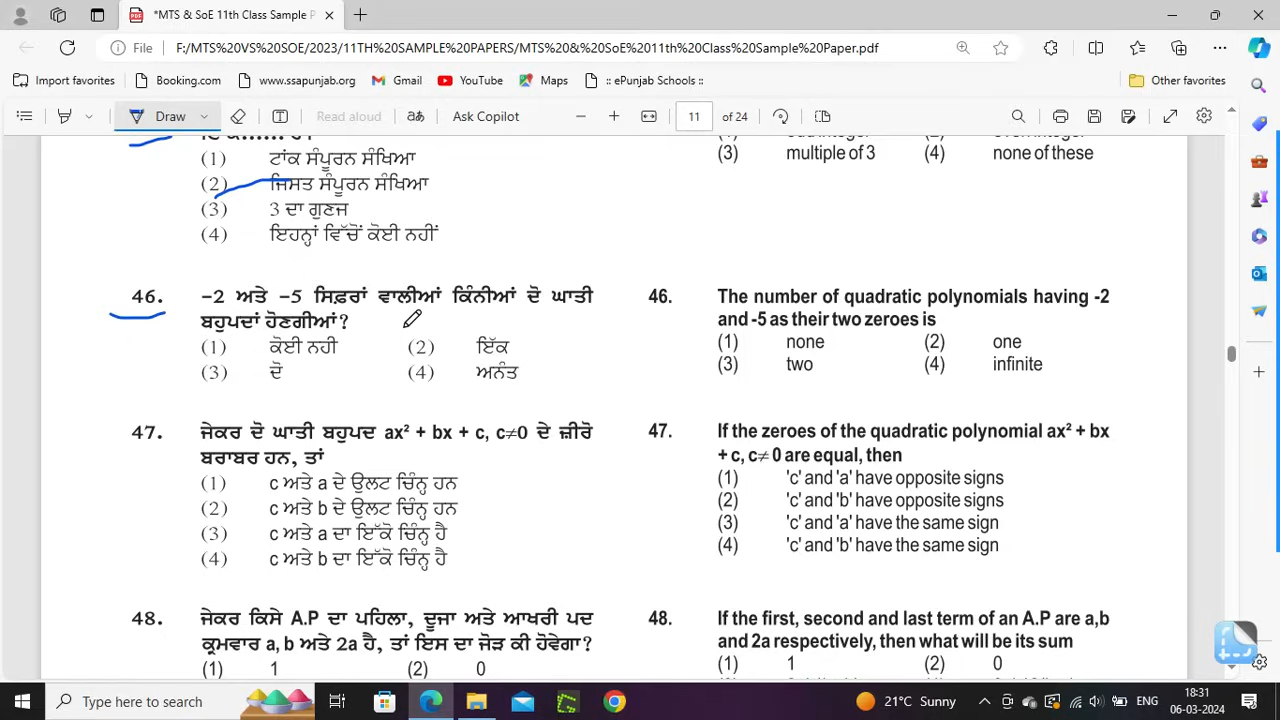 *MTS & SoE 11th Class Sample P
File F:/MTS%20VS%20SOE/2023/11TH%20SAMPLE%20PAPERS/MTS%20&%20SoE%2011th%20Class%20Sample%20Paper.pdf
Import favorites Booking.com www.ssapunjab.org Gmail YouTube Maps :: ePunjab Schools :: Other favorites
Draw Read aloud aあ Ask Copilot 11 of 24
(1) ਟਾਂਕ ਸੰਪੂਰਨ ਸੰਖਿਆ
(2) ਜਿਸਤ ਸੰਪੂਰਨ ਸੰਖਿਆ
(3) 3 ਦਾ ਗੁਣਜ
(4) ਇਹਨ੍ਹਾਂ ਵਿੱਚੋਂ ਕੋਈ ਨਹੀਂ
46. -2 ਅਤੇ -5 ਸਿਫ਼ਰਾਂ ਵਾਲੀਆਂ ਕਿੰਨੀਆਂ ਦੋ ਘਾਤੀ
ਬਹੁਪਦਾਂ ਹੋਣਗੀਆਂ?
(1) ਕੋਈ ਨਹੀ (2) ਇੱਕ
(3) ਦੋ (4) ਅਨੰਤ
47. ਜੇਕਰ ਦੋ ਘਾਤੀ ਬਹੁਪਦ ax² + bx + c, c≠0 ਦੇ ਜ਼ੀਰੋ
ਬਰਾਬਰ ਹਨ, ਤਾਂ
(1) c ਅਤੇ a ਦੇ ਉਲਟ ਚਿੰਨ੍ਹ ਹਨ
(2) c ਅਤੇ b ਦੇ ਉਲਟ ਚਿੰਨ੍ਹ ਹਨ
(3) c ਅਤੇ a ਦਾ ਇੱਕੋ ਚਿੰਨ੍ਹ ਹੈ
(4) c ਅਤੇ b ਦਾ ਇੱਕੋ ਚਿੰਨ੍ਹ ਹੈ
48. ਜੇਕਰ ਕਿਸੇ A.P ਦਾ ਪਹਿਲਾ, ਦੂਜਾ ਅਤੇ ਆਖਰੀ ਪਦ
ਕ੍ਰਮਵਾਰ a, b ਅਤੇ 2a ਹੈ, ਤਾਂ ਇਸ ਦਾ ਜੋੜ ਕੀ ਹੋਵੇਗਾ?
(1) 1 (2) 0
(3) multiple of 3 (4) none of these
46. The number of quadratic polynomials having -2
and -5 as their two zeroes is
(1) none (2) one
(3) two (4) infinite
47. If the zeroes of the quadratic polynomial ax² + bx
+ c, c≠ 0 are equal, then
(1) 'c' and 'a' have opposite signs
(2) 'c' and 'b' have opposite signs
(3) 'c' and 'a' have the same sign
(4) 'c' and 'b' have the same sign
48. If the first, second and last term of an A.P are a,b
and 2a respectively, then what will be its sum
(1) 1 (2) 0
Type here to search 21°C Sunny ENG 18:31
06-03-2024